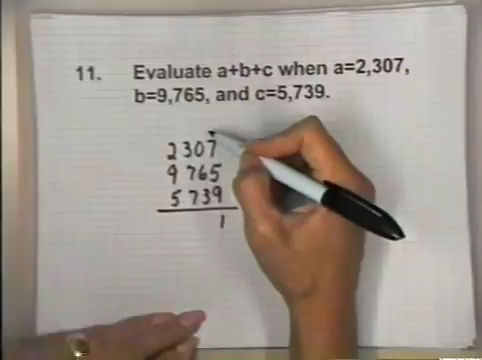 11. Evaluate a+b+c when a=2,307,
b=9,765, and c=5,739.
2307
9765
5739
1